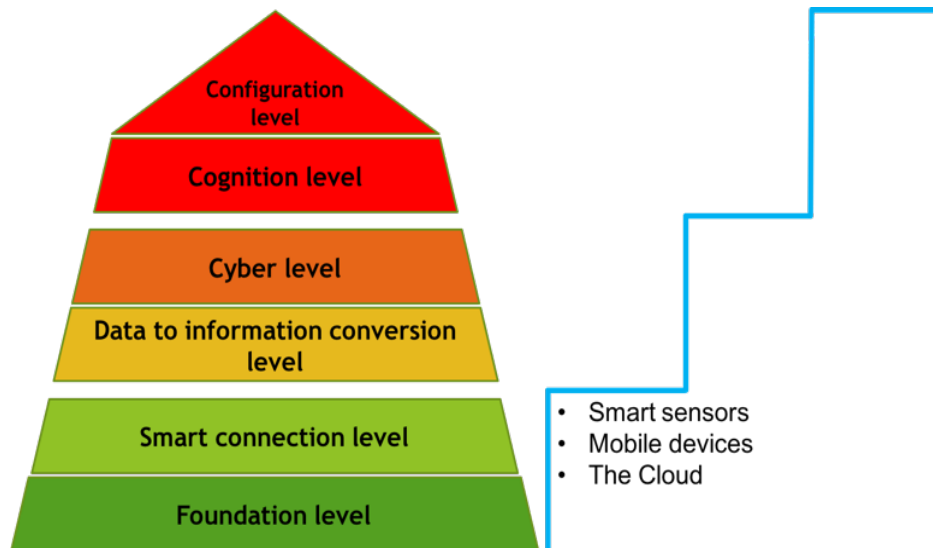 Configuration
level
Cognition level
Cyber level
Data to information conversion
level
Smart connection level
Foundation level
• Smart sensors
• Mobile devices
• The Cloud